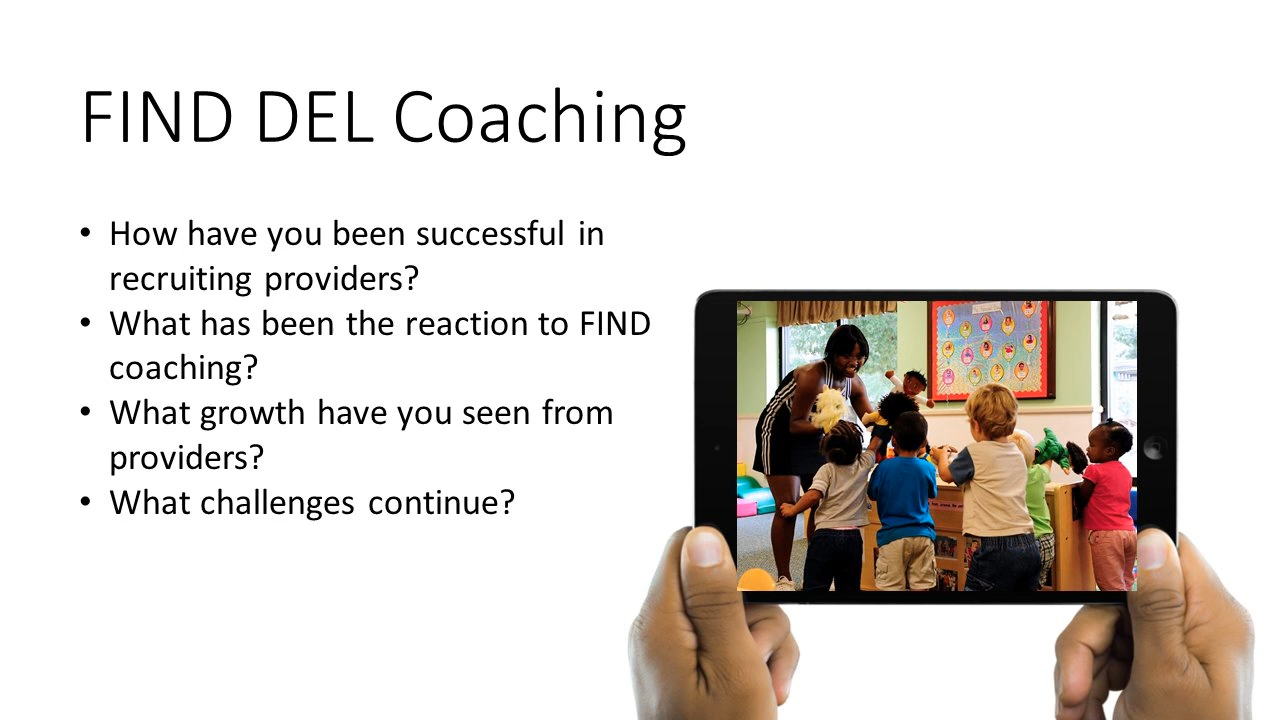 FIND DEL Coaching
• How have you been successful in
recruiting providers?
• What has been the reaction to FIND
coaching?
• What growth have you seen from
providers?
• What challenges continue?